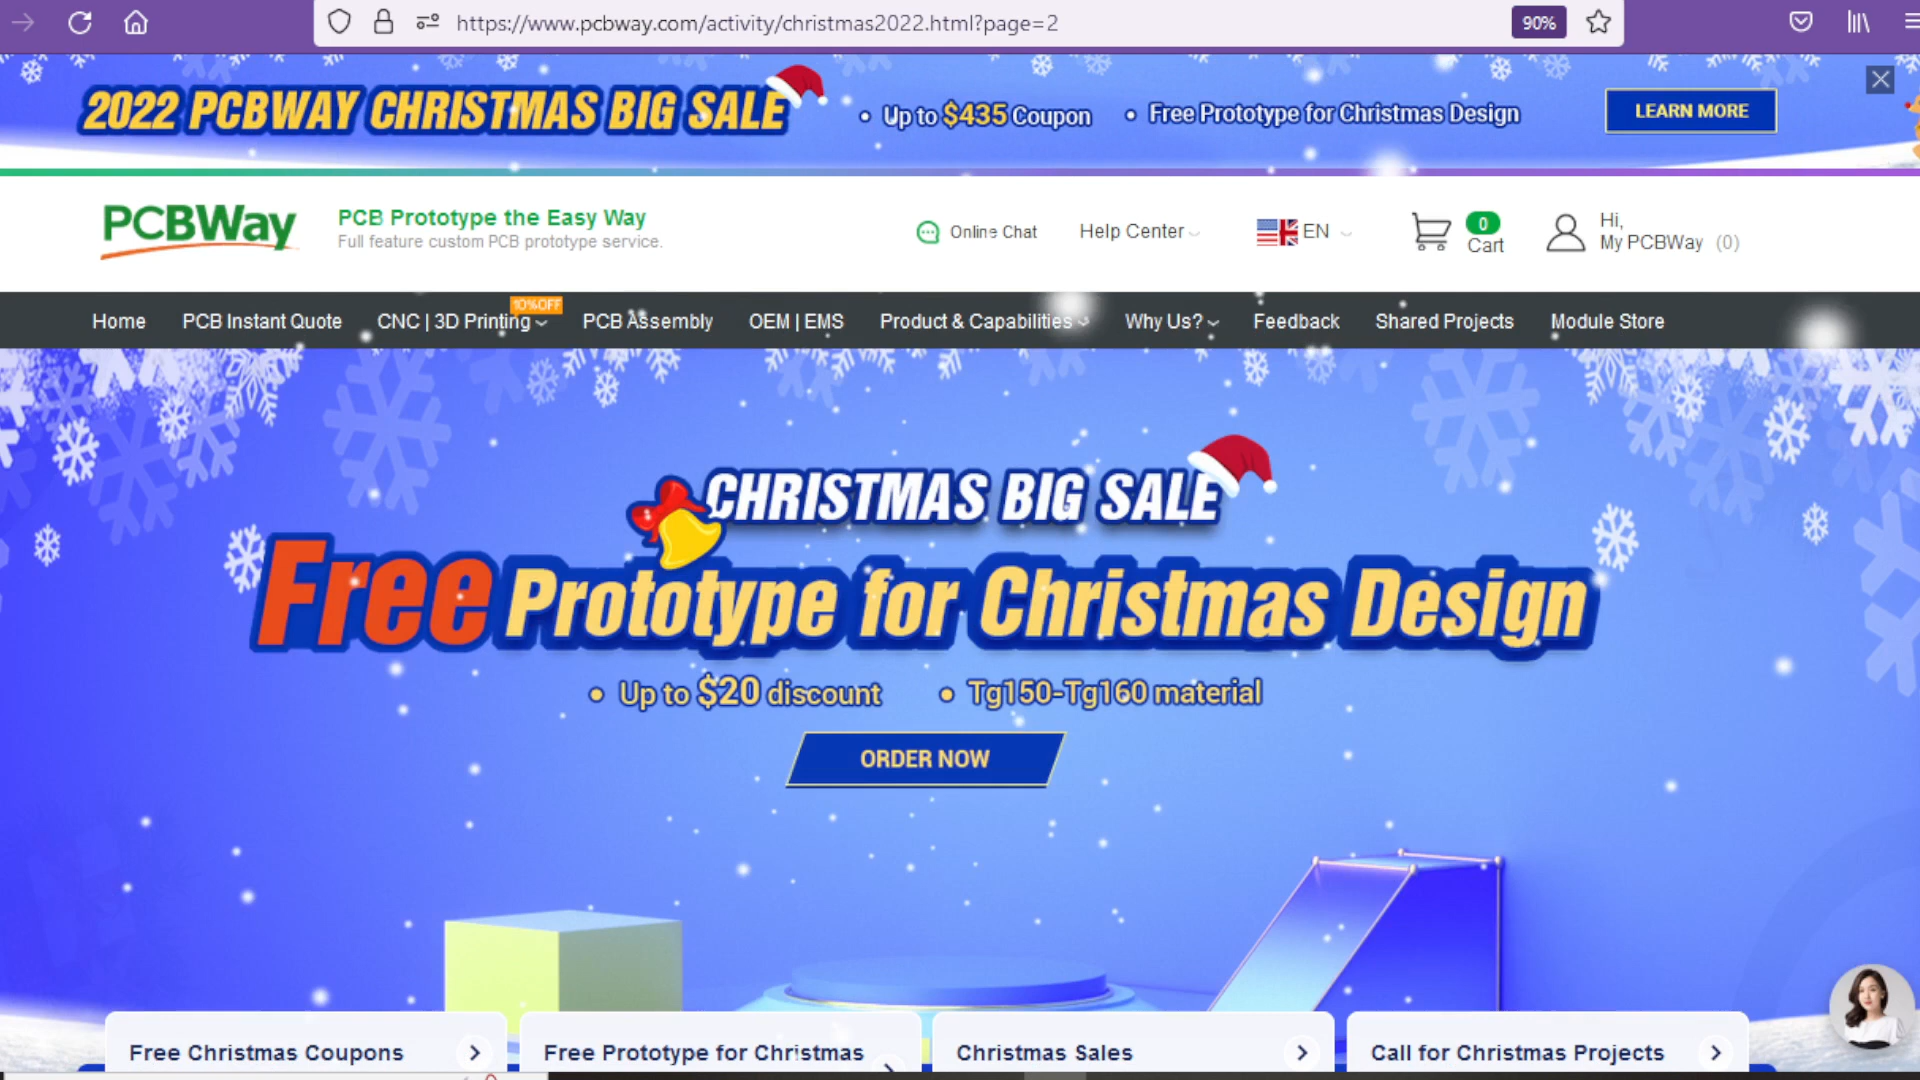 https://www.pcbway.com/activity/christmas2022.html?page=2
90%
2022 PCBWAY CHRISTMAS BIG SALE
• Up to $435 Coupon
• Free Prototype for Christmas Design
LEARN MORE
PCBWay
PCB Prototype the Easy Way
Full feature custom PCB prototype service.
Online Chat
Help Center
EN
0
Cart
Hi,
My PCBWay (0)
10%OFF
Home PCB Instant Quote CNC | 3D Printing PCB Assembly OEM | EMS Product & Capabilities Why Us? Feedback Shared Projects Module Store
CHRISTMAS BIG SALE
Free Prototype for Christmas Design
• Up to $20 discount • Tg150-Tg160 material
ORDER NOW
Free Christmas Coupons
Free Prototype for Christmas
Christmas Sales
Call for Christmas Projects